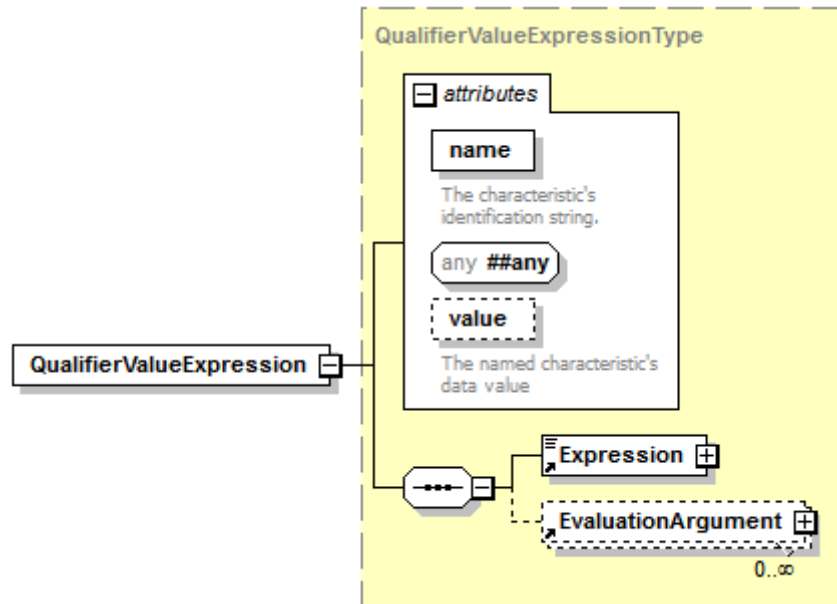 QualifierValueExpressionType
attributes
name
The characteristic's
identification string.
any ##any
value
The named characteristic's
data value
QualifierValueExpression
Expression
EvaluationArgument
0..∞